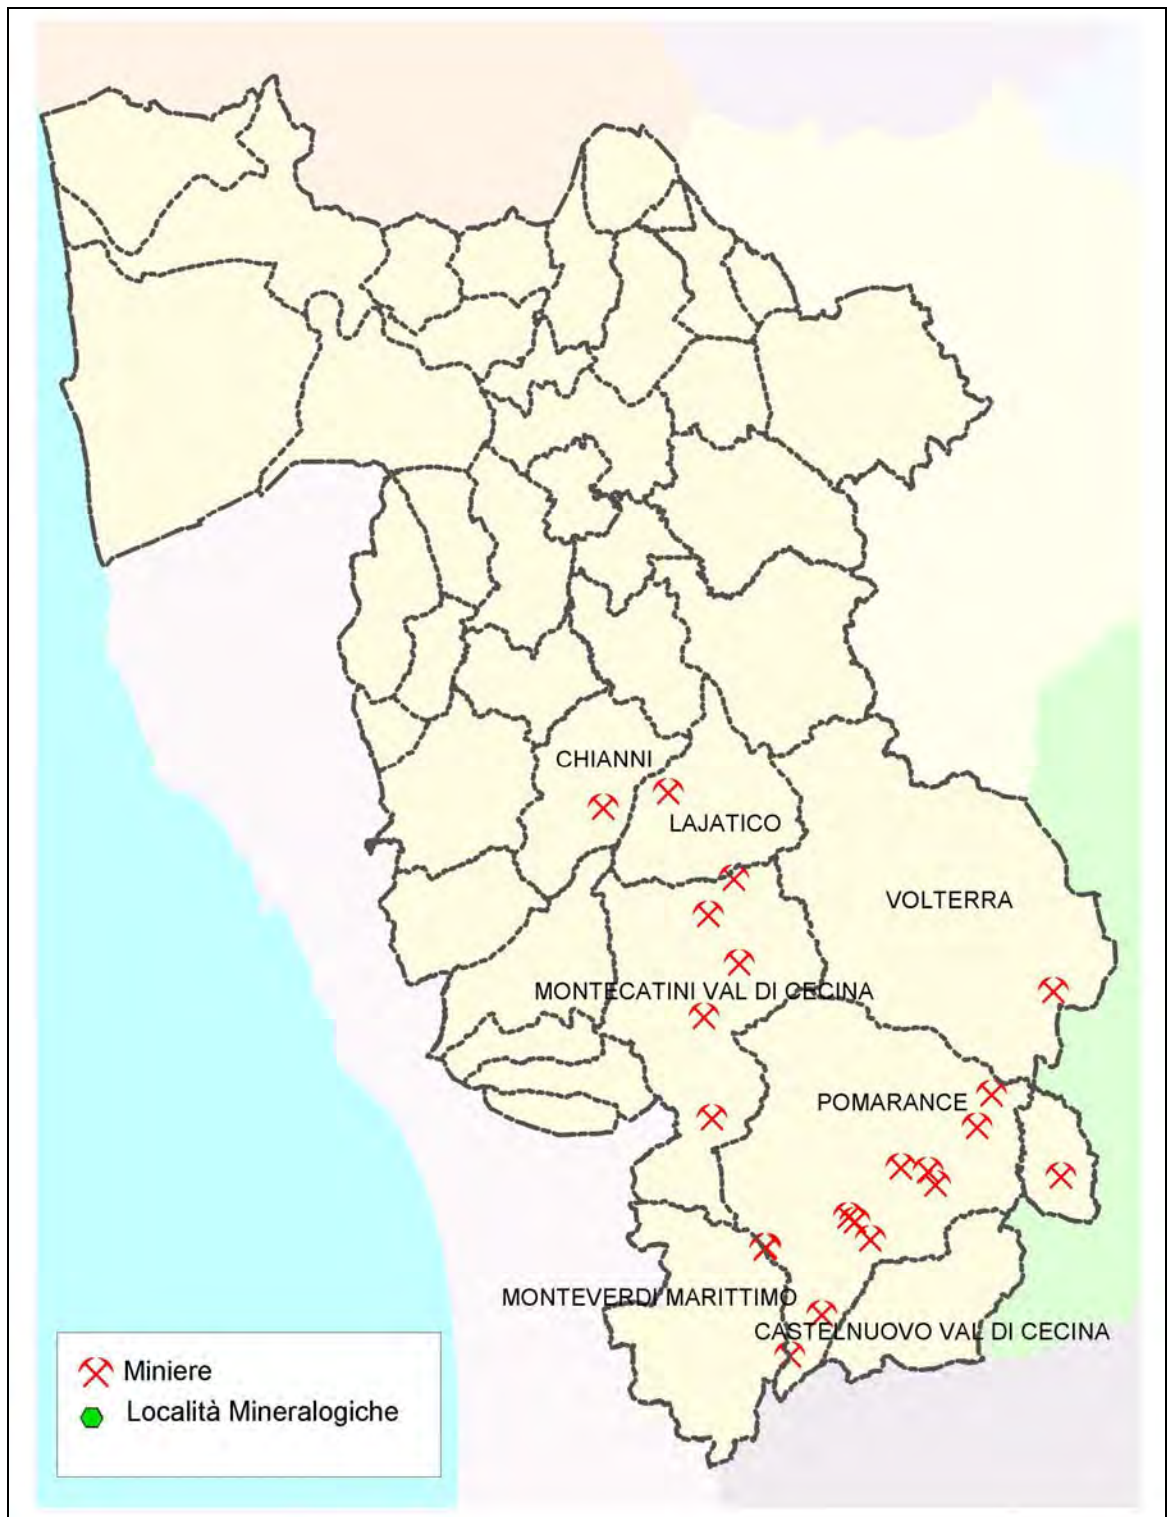 CHIANNI
LAJATICO
VOLTERRA
MONTECATINI VAL DI CECINA
POMARANCE
MONTEVERDI MARITTIMO
CASTELNUOVO VAL DI CECINA
Miniere
Località Mineralogiche